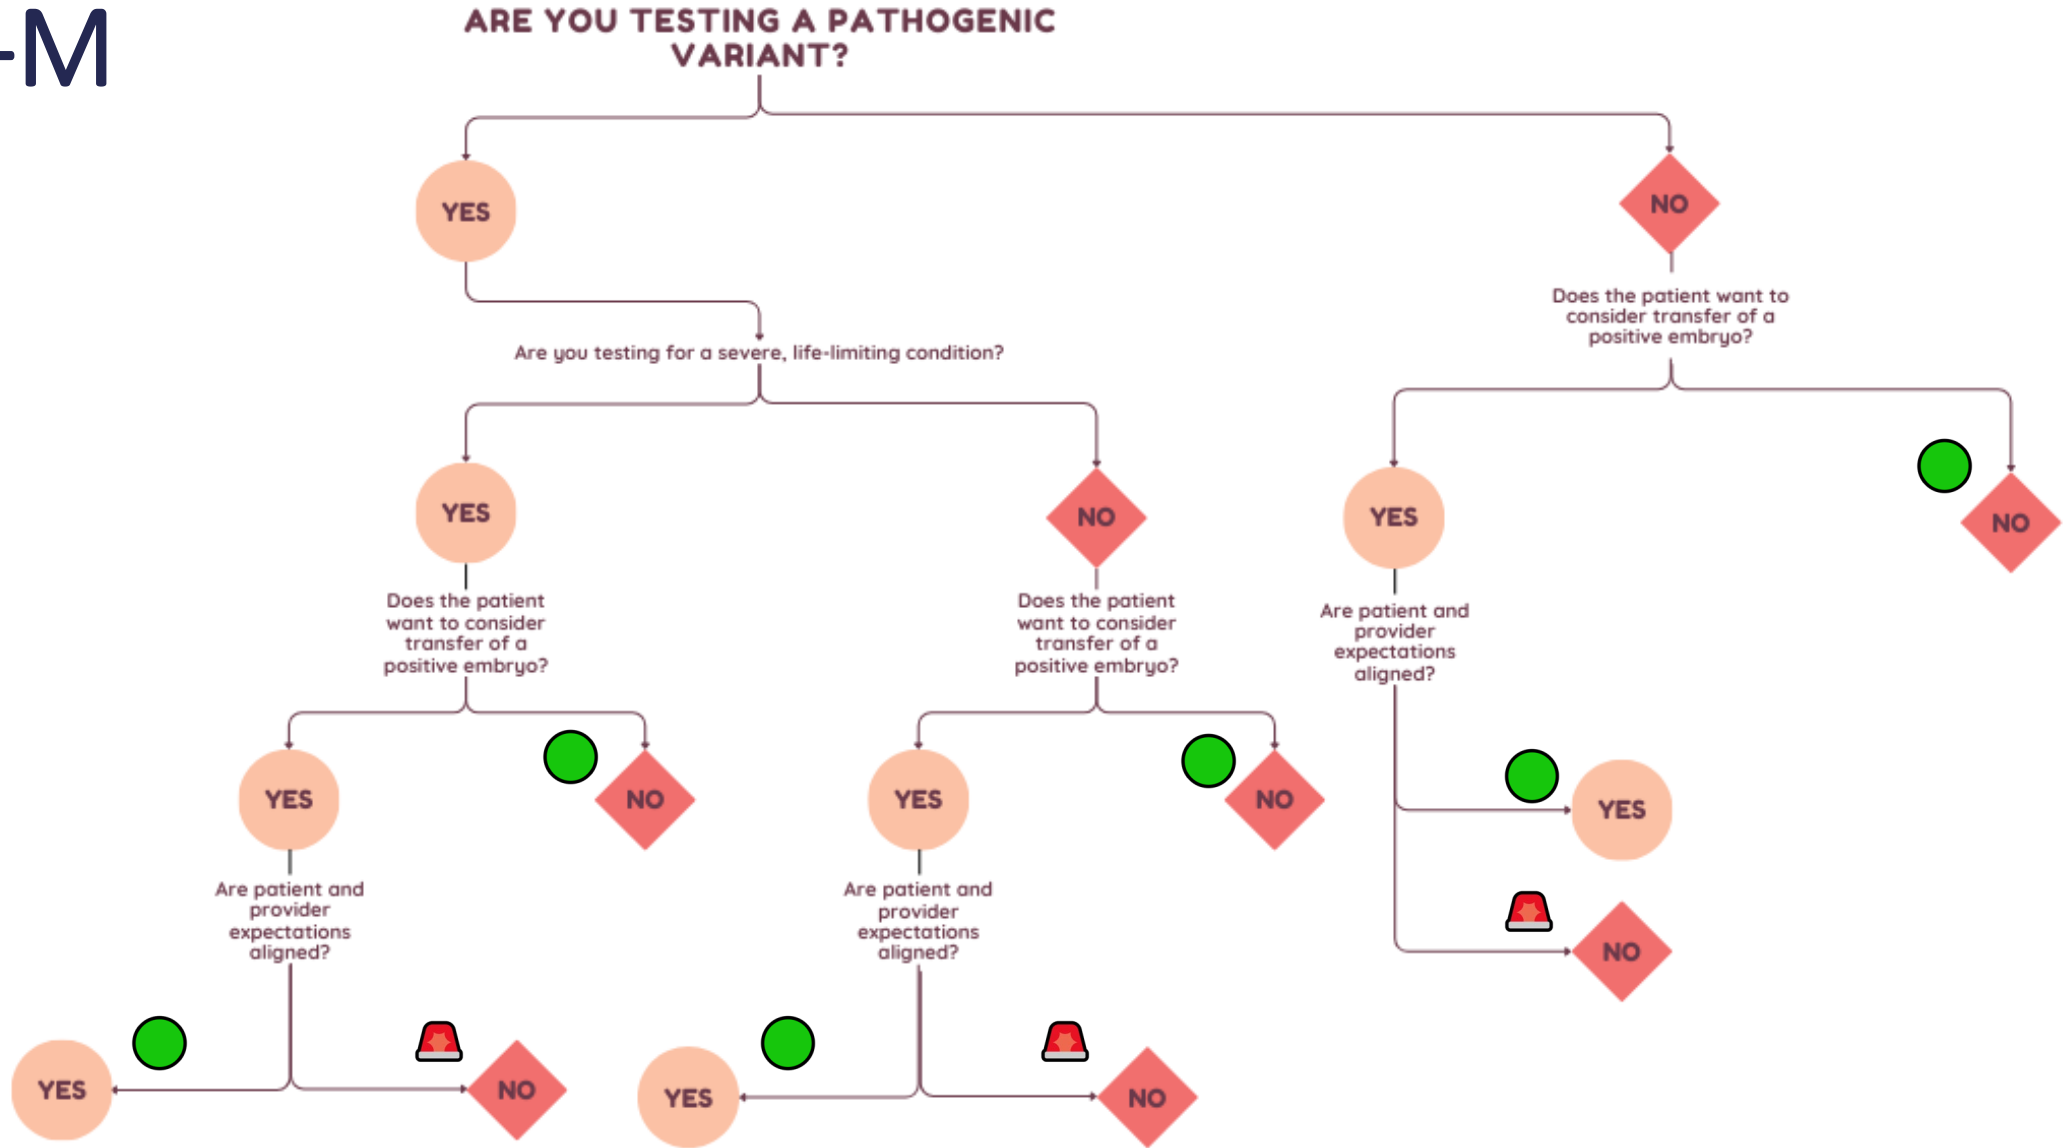 -M
ARE YOU TESTING A PATHOGENIC
VARIANT?
YES
NO
Does the patient want to
consider transfer of a
positive embryo?
Are you testing for a severe, life-limiting condition?
YES
NO
YES
NO
Does the patient
want to consider
transfer of a
positive embryo?
Does the patient
want to consider
transfer of a
positive embryo?
Are patient and
provider
expectations
aligned?
YES
NO
YES
NO
YES
Are patient and
provider
expectations
aligned?
Are patient and
provider
expectations
aligned?
NO
YES
NO
YES
NO